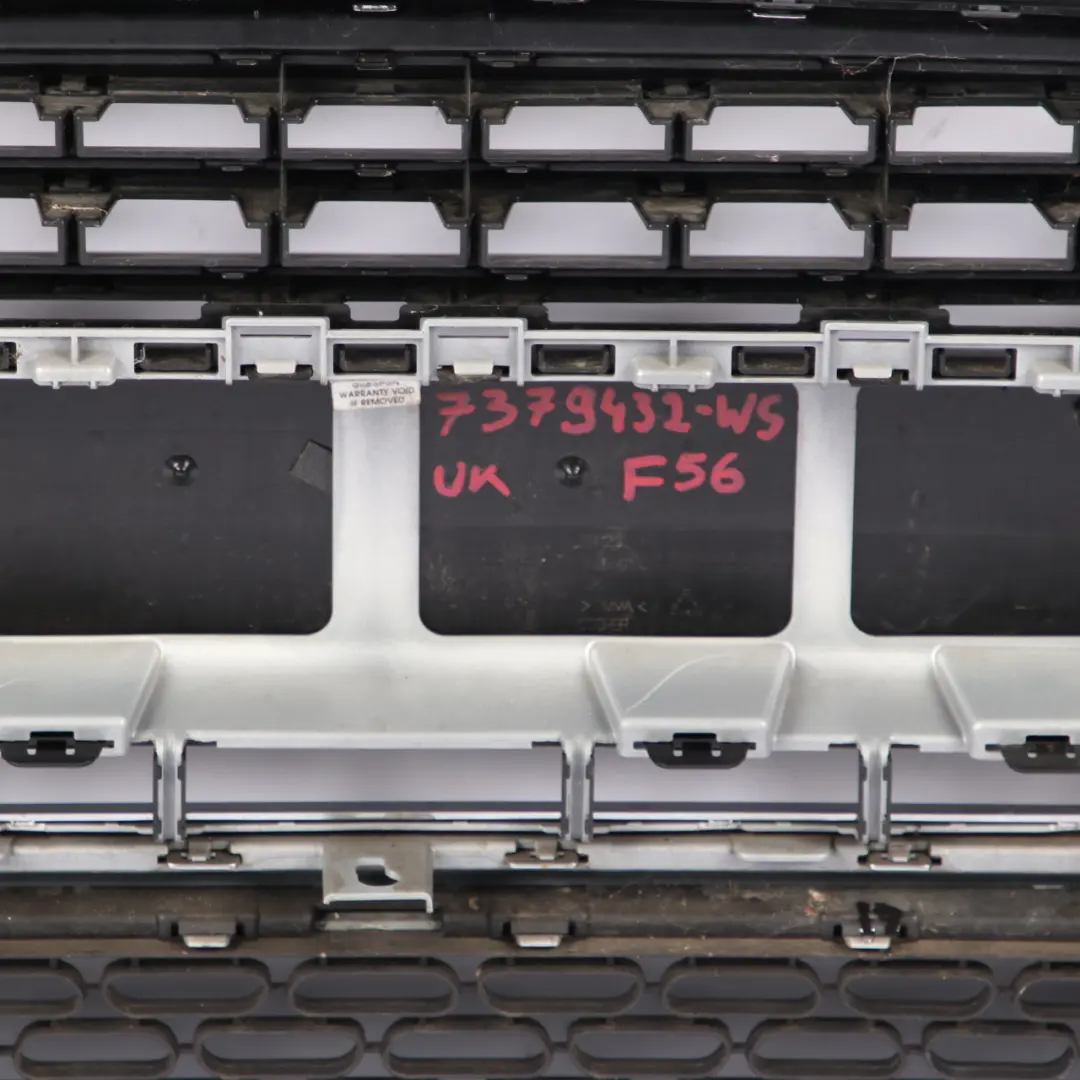 WARRANTY VOID
IF REMOVED
7379432-WS
UK F56